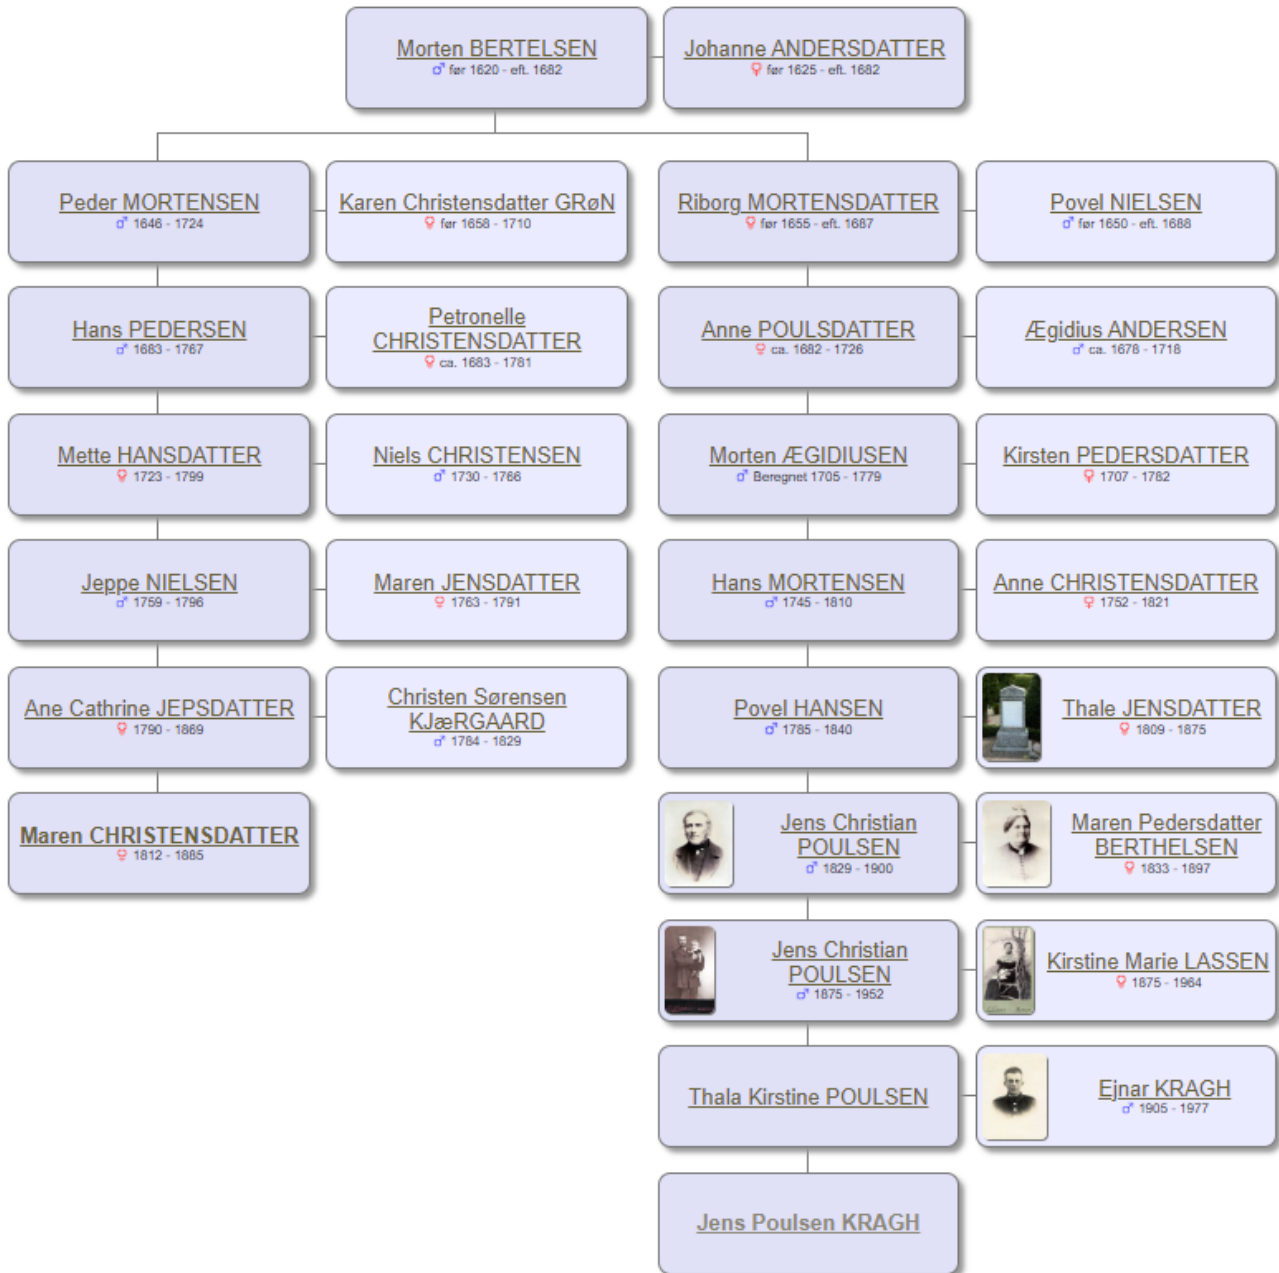 Morten BERTELSEN
♂ før 1620 - eft. 1682
Johanne ANDERSDATTER
♀ før 1625 - eft. 1682
Peder MORTENSEN
♂ 1646 - 1724
Karen Christensdatter GRøN
♀ før 1658 - 1710
Riborg MORTENSDATTER
♀ før 1655 - eft. 1687
Povel NIELSEN
♂ før 1650 - eft. 1688
Hans PEDERSEN
♂ 1683 - 1767
Petronelle
CHRISTENSDATTER
♀ ca. 1683 - 1781
Anne POULSDATTER
♀ ca. 1682 - 1726
Ægidius ANDERSEN
♂ ca. 1678 - 1718
Mette HANSDATTER
♀ 1723 - 1799
Niels CHRISTENSEN
♂ 1730 - 1766
Morten ÆGIDIUSEN
♂ Beregnet 1705 - 1779
Kirsten PEDERSDATTER
♀ 1707 - 1782
Jeppe NIELSEN
♂ 1759 - 1796
Maren JENSDATTER
♀ 1763 - 1791
Hans MORTENSEN
♂ 1745 - 1810
Anne CHRISTENSDATTER
♀ 1752 - 1821
Ane Cathrine JEPSDATTER
♀ 1790 - 1869
Christen Sørensen
KJæRGAARD
♂ 1784 - 1829
Povel HANSEN
♂ 1785 - 1840
Thale JENSDATTER
♀ 1809 - 1875
Maren CHRISTENSDATTER
♀ 1812 - 1885
Jens Christian
POULSEN
♂ 1829 - 1900
Maren Pedersdatter
BERTHELSEN
♀ 1833 - 1897
Jens Christian
POULSEN
♂ 1875 - 1952
Kirstine Marie LASSEN
♀ 1875 - 1964
Thala Kirstine POULSEN
Ejnar KRAGH
♂ 1905 - 1977
Jens Poulsen KRAGH